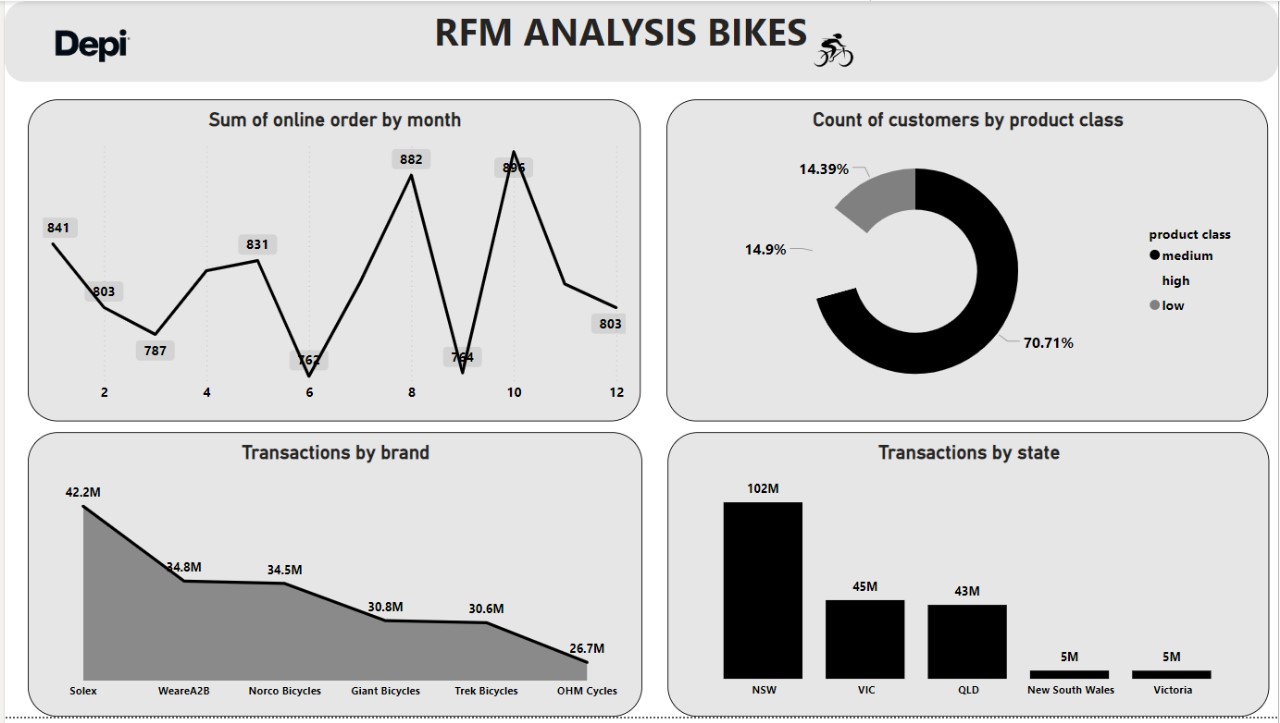 Depi
RFM ANALYSIS BIKES
Sum of online order by month
841
803
787
831
762
882
764
896
803
2
4
6
8
10
12
Count of customers by product class
14.39%
14.9%
70.71%
product class
medium
high
low
Transactions by brand
42.2M
34.8M
34.5M
30.8M
30.6M
26.7M
Solex
WeareA2B
Norco Bicycles
Giant Bicycles
Trek Bicycles
OHM Cycles
Transactions by state
102M
45M
43M
5M
5M
NSW
VIC
QLD
New South Wales
Victoria